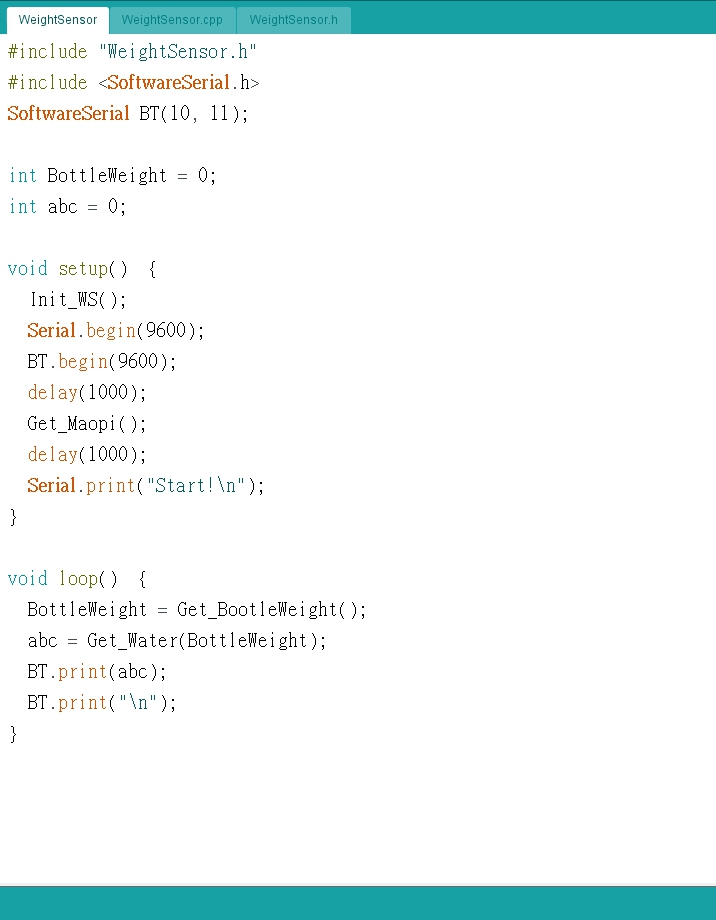 WeightSensor WeightSensor.cpp WeightSensor.h
#include "WeightSensor.h"
#include <SoftwareSerial.h>
SoftwareSerial BT(10, 11);
int BottleWeight = 0;
int abc = 0;
void setup() {
Init_WS();
Serial.begin(9600);
BT.begin(9600);
delay(1000);
Get_Maopi();
delay(1000);
Serial.print("Start!\n");
}
void loop() {
BottleWeight = Get_BootleWeight();
abc = Get_Water(BottleWeight);
BT.print(abc);
BT.print("\n");
}